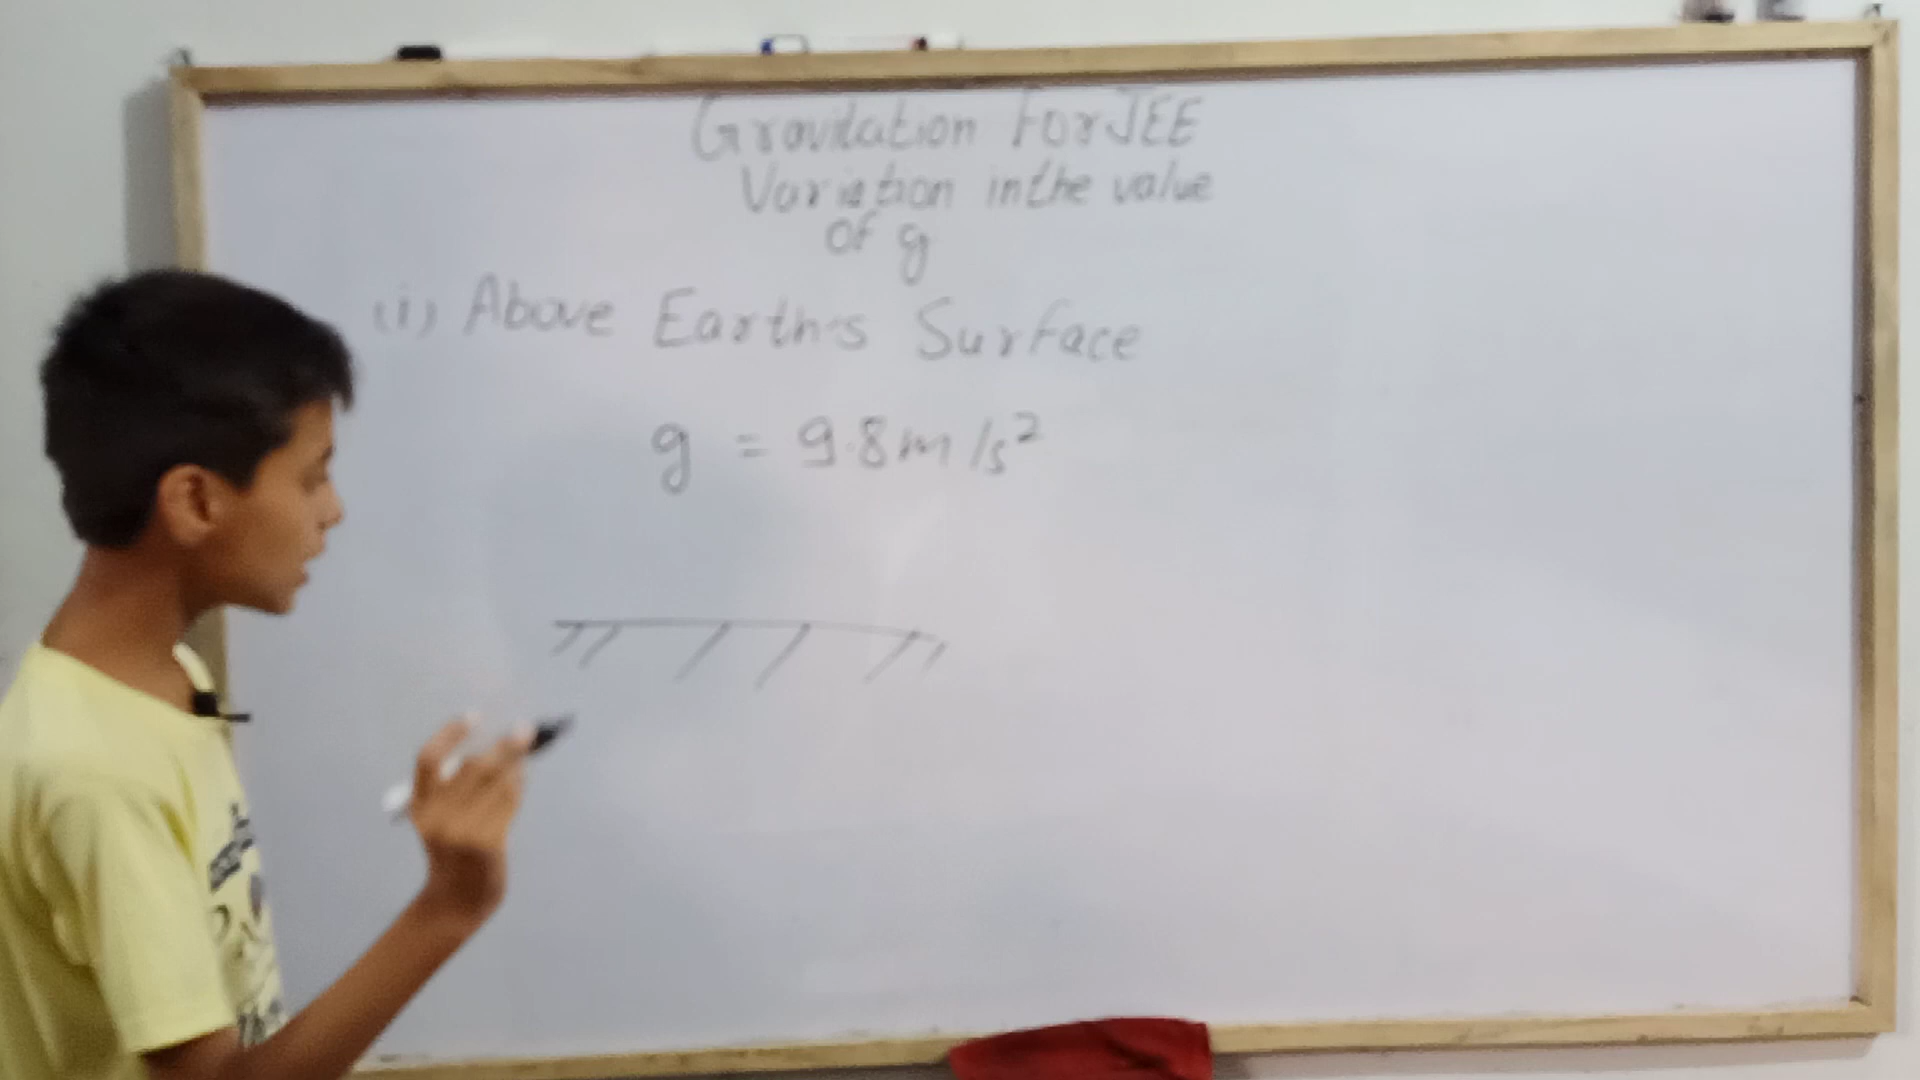 Gravitation For JEE
Variation in the value
of g
(i) Above Earth's Surface
g = 9.8 m/s²